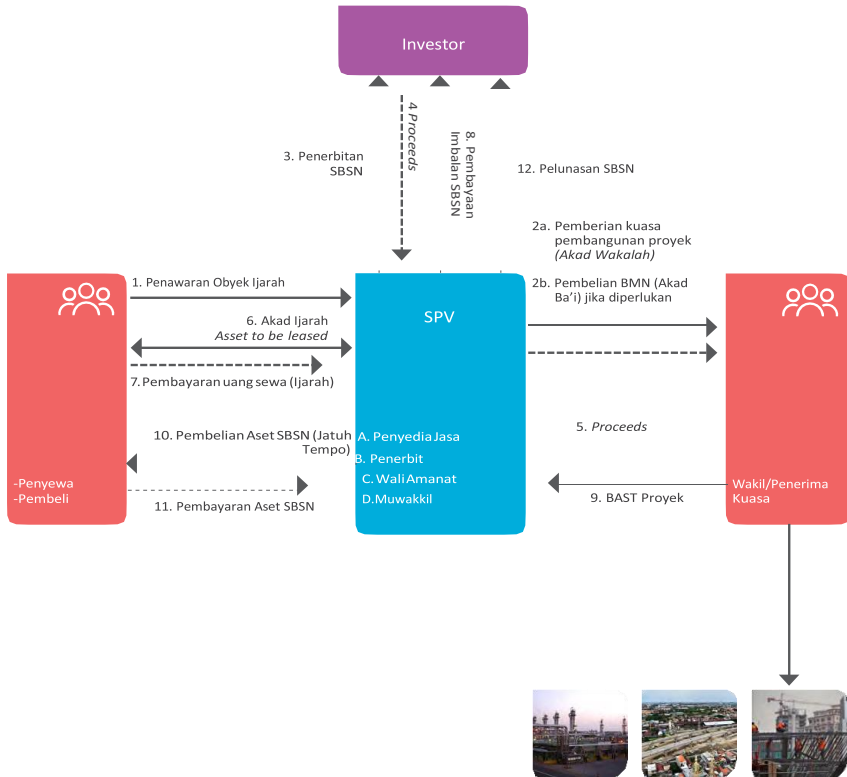 Investor
4 Proceeds
3. Penerbitan
SBSN
8. Pembayaan
Imbalan SBSN
12. Pelunasan SBSN
2a. Pemberian kuasa
pembangunan proyek
(Akad Wakalah)
1. Penawaran Obyek Ijarah
2b. Pembelian BMN (Akad
Ba’i) jika diperlukan
SPV
6. Akad Ijarah
Asset to be leased
7. Pembayaran uang sewa (Ijarah)
5. Proceeds
10. Pembelian Aset SBSN (Jatuh
Tempo)
A. Penyedia Jasa
B. Penerbit
C. Wali Amanat
D. Muwakkil
-Penyewa
-Pembeli
Wakil/Penerima
Kuasa
9. BAST Proyek
11. Pembayaran Aset SBSN